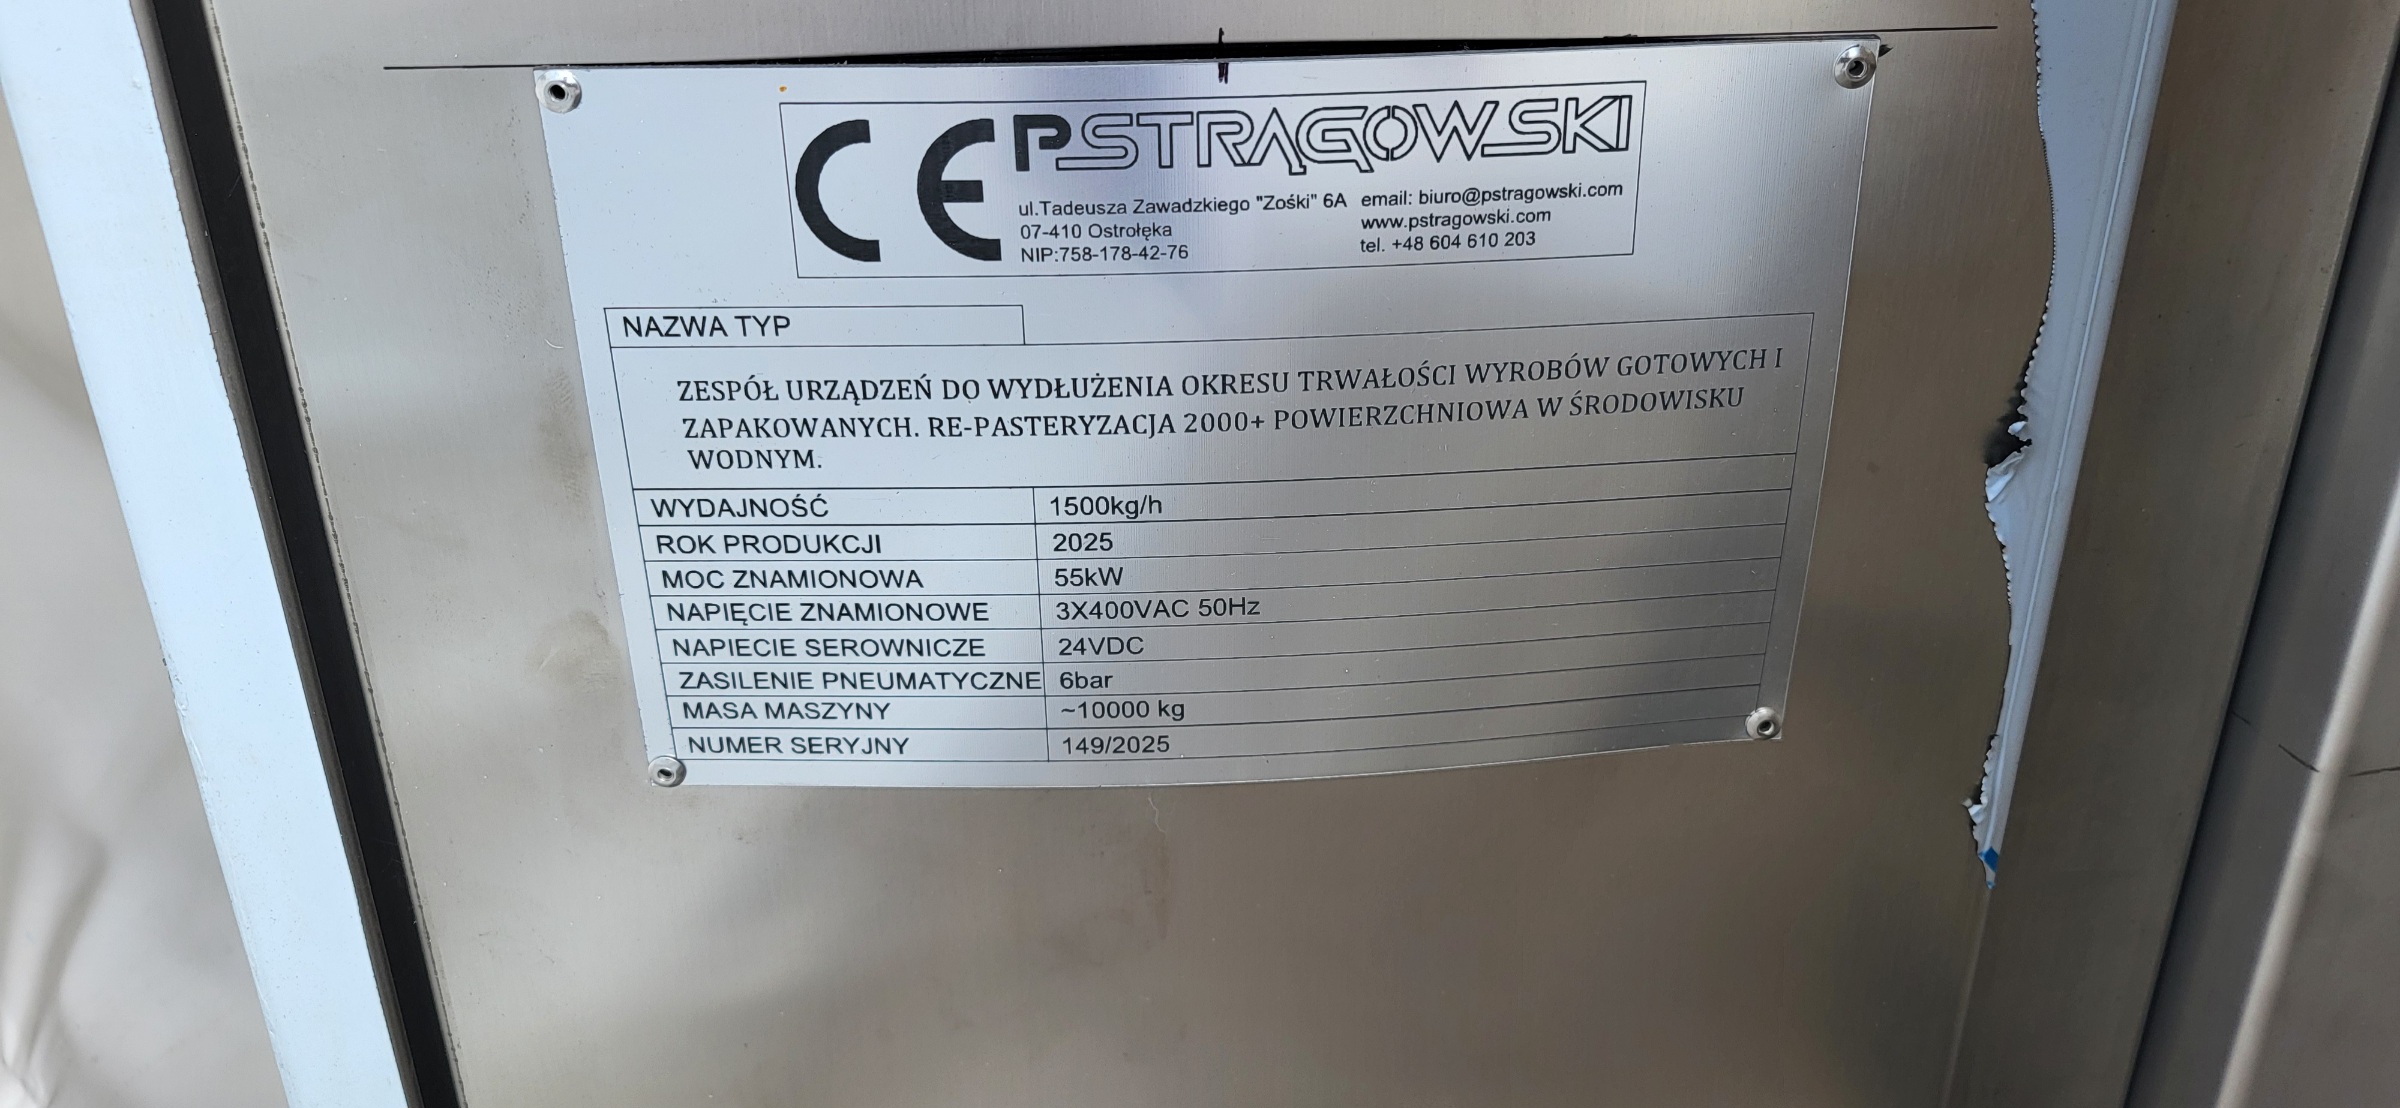 CE PSTRĄGOWSKI
ul.Tadeusza Zawadzkiego "Zośki" 6A email: biuro@pstragowski.com
07-410 Ostrołęka www.pstragowski.com
NIP:758-178-42-76 tel. +48 604 610 203
NAZWA TYP
ZESPÓŁ URZĄDZEŃ DO WYDŁUŻENIA OKRESU TRWAŁOŚCI WYROBÓW GOTOWYCH I
ZAPAKOWANYCH. RE-PASTERYZACJA 2000+ POWIERZCHNIOWA W ŚRODOWISKU
WODNYM.
WYDAJNOŚĆ 1500kg/h
ROK PRODUKCJI 2025
MOC ZNAMIONOWA 55kW
NAPIĘCIE ZNAMIONOWE 3X400VAC 50Hz
NAPIECIE SEROWNICZE 24VDC
ZASILENIE PNEUMATYCZNE 6bar
MASA MASZYNY ~10000 kg
NUMER SERYJNY 149/2025